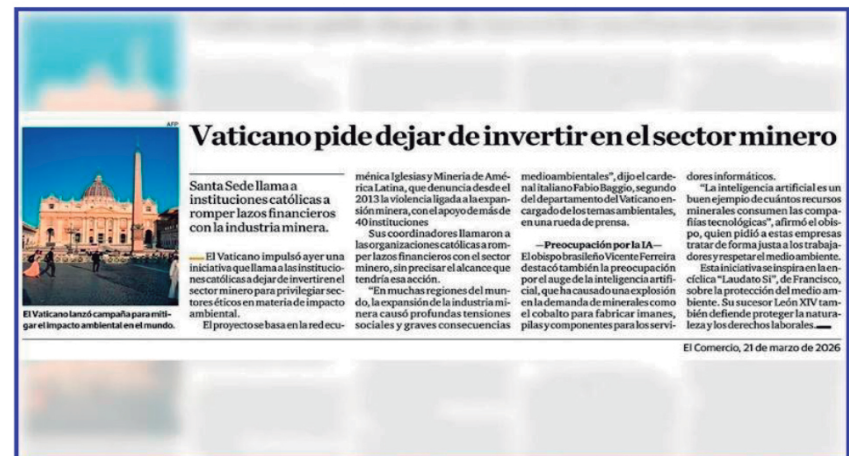 Vaticano pide dejar de invertir en el sector minero
AFP
El Vaticano lanzó campaña para miti-
gar el impacto ambiental en el mundo.
Santa Sede llama a
instituciones católicas a
romper lazos financieros
con la industria minera.
El Vaticano impulsó ayer una
iniciativa que llama a las institucio-
nes católicas a dejar de invertir en el
sector minero para privilegiar sec-
tores éticos en materia de impacto
ambiental.
El proyecto se basa en la red ecu-
ménica Iglesias y Minería de Amé-
rica Latina, que denuncia desde el
2013 la violencia ligada a la expan-
sión minera, con el apoyo de más de
40 instituciones
Sus coordinadores llamaron a
las organizaciones católicas a rom-
per lazos financieros con el sector
minero, sin precisar el alcance que
tendría esa acción.
“En muchas regiones del mun-
do, la expansión de la industria mi-
nera causó profundas tensiones
sociales y graves consecuencias
medioambientales”, dijo el carde-
nal italiano Fabio Baggio, segundo
del departamento del Vaticano en-
cargado de los temas ambientales,
en una rueda de prensa.
—Preocupación por la IA—
El obispo brasileño Vicente Ferreira
destacó también la preocupación
por el auge de la inteligencia artifi-
cial, que ha causado una explosión
en la demanda de minerales como
el cobalto para fabricar imanes,
pilas y componentes para los servi-
dores informáticos.
“La inteligencia artificial es un
buen ejemplo de cuántos recursos
minerales consumen las compa-
ñías tecnológicas”, afirmó el obis-
po, quien pidió a estas empresas
tratar de forma justa a los trabaja-
dores y respetar el medio ambiente.
Esta iniciativa se inspira en la en-
cíclica “Laudato Si”, de Francisco,
sobre la protección del medio am-
biente. Su sucesor León XIV tam-
bién defiende proteger la natura-
leza y los derechos laborales.
El Comercio, 21 de marzo de 2026